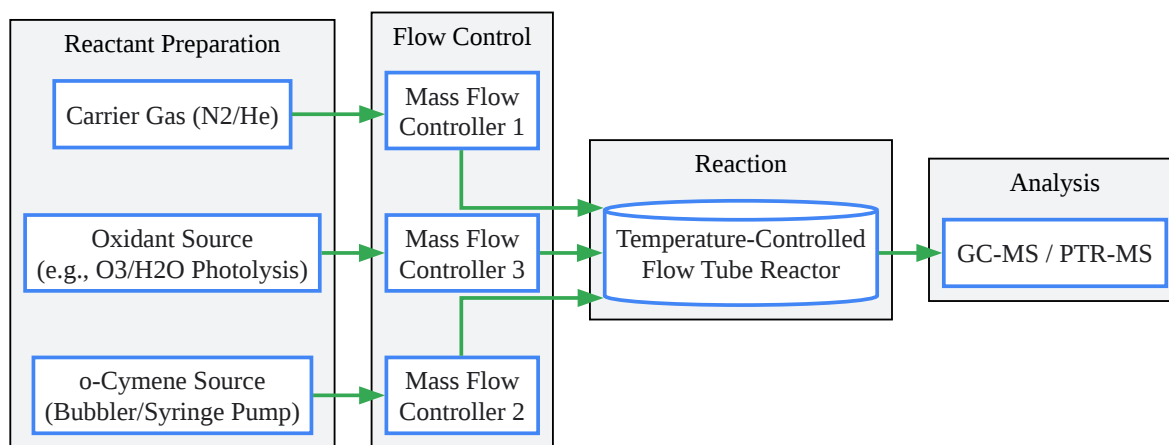 Reactant Preparation
Carrier Gas (N2/He)
Oxidant Source
(e.g., O3/H2O Photolysis)
o-Cymene Source
(Bubbler/Syringe Pump)
Flow Control
Mass Flow
Controller 1
Mass Flow
Controller 3
Mass Flow
Controller 2
Reaction
Temperature-Controlled
Flow Tube Reactor
Analysis
GC-MS / PTR-MS